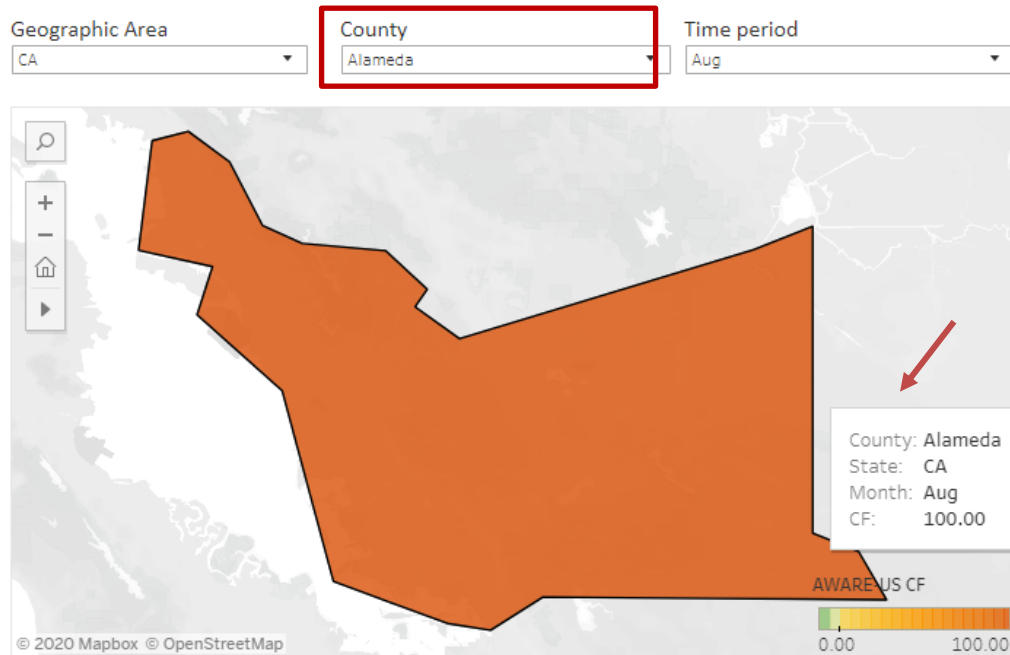 Geographic Area County Time period
CA Alameda Aug
County: Alameda
State: CA
Month: Aug
CF: 100.00
AWARE-US CF
0.00 100.00
© 2020 Mapbox © OpenStreetMap